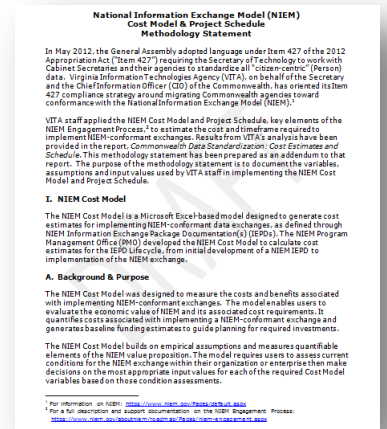 National Information Exchange Model (NIEM)
Cost Model & Project Schedule
Methodology Statement
In May 2012, the General Assembly adopted language under Item 427 of the 2012
Appropriation Act ("Item 427") requiring the Secretary of Technology to work with
Cabinet Secretaries and their agencies to standardize all "citizen-centric" (Person)
data. Virginia Information Technologies Agency (VITA), on behalf of the Secretary
and the Chief Information Officer (CIO) of the Commonwealth, has oriented its Item
427 compliance strategy around migrating Commonwealth agencies toward
conformance with the National Information Exchange Model (NIEM).1
VITA staff applied the NIEM Cost Model and Project Schedule, key elements of the
NIEM Engagement Process,2 to estimate the cost and timeframe required to
implement NIEM-conformant exchanges. Results from VITA's analysis have been
provided in the report, Commonwealth Data Standardization: Cost Estimates and
Schedule. This methodology statement has been prepared as an addendum to that
report. The purpose of the methodology statement is to document the variables,
assumptions and input values used by VITA staff in implementing the NIEM Cost
Model and Project Schedule.
I. NIEM Cost Model
The NIEM Cost Model is a Microsoft Excel-based model designed to generate cost
estimates for implementing NIEM-conformant data exchanges, as defined through
NIEM Information Exchange Package Documentation(s) (IEPDs). The NIEM Program
Management Office (PMO) developed the NIEM Cost Model to calculate cost
estimates for the IEPD Lifecycle, from initial development of a NIEM IEPD to
implementation of the NIEM exchange.
A. Background & Purpose
The NIEM Cost Model was designed to measure the costs and benefits associated
with implementing NIEM-conformant exchanges. The model enables users to
evaluate the economic value of NIEM and its associated cost requirements. It
quantifies costs associated with implementing a NIEM-conformant exchange and
generates baseline funding estimates to guide planning for required investments.
The NIEM Cost Model builds on empirical assumptions and measures quantifiable
elements of the NIEM value proposition. The model requires users to assess current
conditions for the NIEM exchange within their organization or enterprise then make
decisions on the most appropriate input values for each of the required Cost Model
variables based on those condition assessments.
1 For information on NIEM: https://www.niem.gov/Pages/default.aspx
2 For a full description and support documentation on the NIEM Engagement Process:
https://www.niem.gov/aboutniem/roadmap/Pages/niem-engagement.aspx